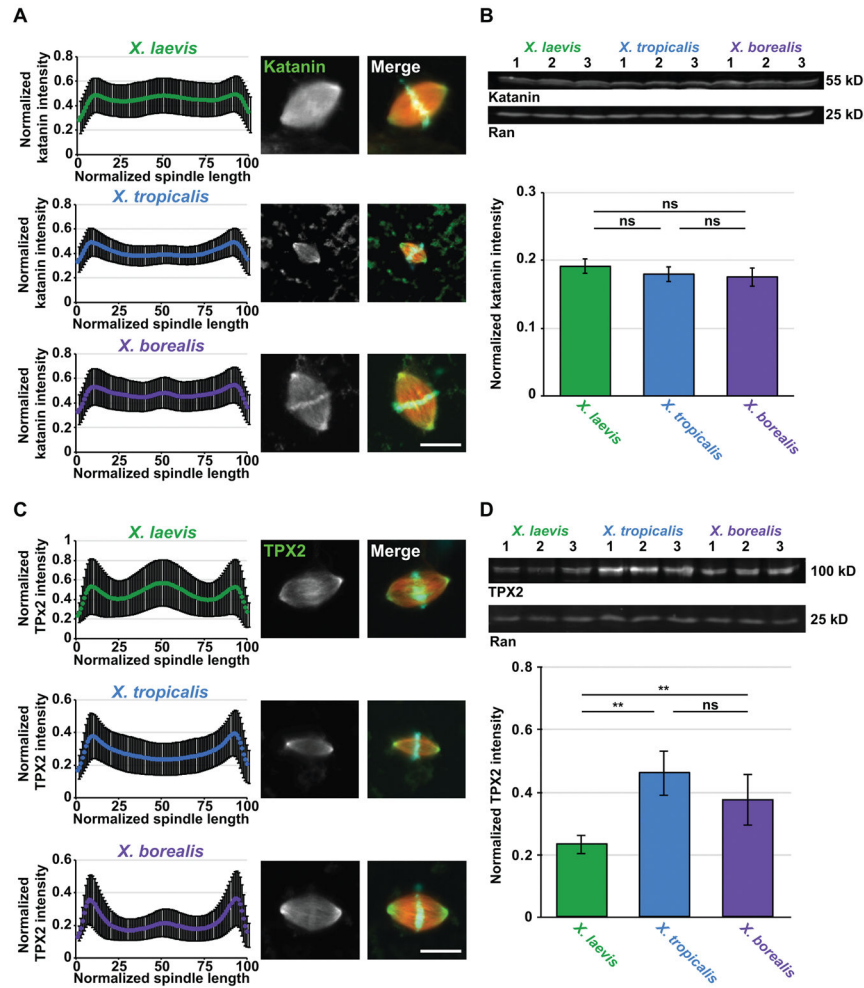 A
X. laevis
Normalized
katanin intensity
0.8
0.6
0.4
0.2
0
0 25 50 75 100
Normalized spindle length
Katanin
Merge
X. tropicalis
Normalized
katanin intensity
0.8
0.6
0.4
0.2
0
0 25 50 75 100
Normalized spindle length
X. borealis
Normalized
katanin intensity
0.8
0.6
0.4
0.2
0
0 25 50 75 100
Normalized spindle length
B
X. laevis X. tropicalis X. borealis
1 2 3 1 2 3 1 2 3
55 kD
Katanin
25 kD
Ran
Normalized katanin intensity
0.3
0.2
0.1
0
ns
ns ns
X. laevis
X. tropicalis
X. borealis
C
X. laevis
Normalized
TPx2 intensity
1
0.8
0.6
0.4
0.2
0
0 25 50 75 100
Normalized spindle length
TPX2
Merge
X. tropicalis
Normalized
TPX2 intensity
0.6
0.4
0.2
0
0 25 50 75 100
Normalized spindle length
X. borealis
Normalized
TPX2 intensity
0.6
0.4
0.2
0
0 25 50 75 100
Normalized spindle length
D
X. laevis X. tropicalis X. borealis
1 2 3 1 2 3 1 2 3
100 kD
TPX2
25 kD
Ran
Normalized TPX2 intensity
0.8
0.6
0.4
0.2
0
**
** ns
X. laevis
X. tropicalis
X. borealis